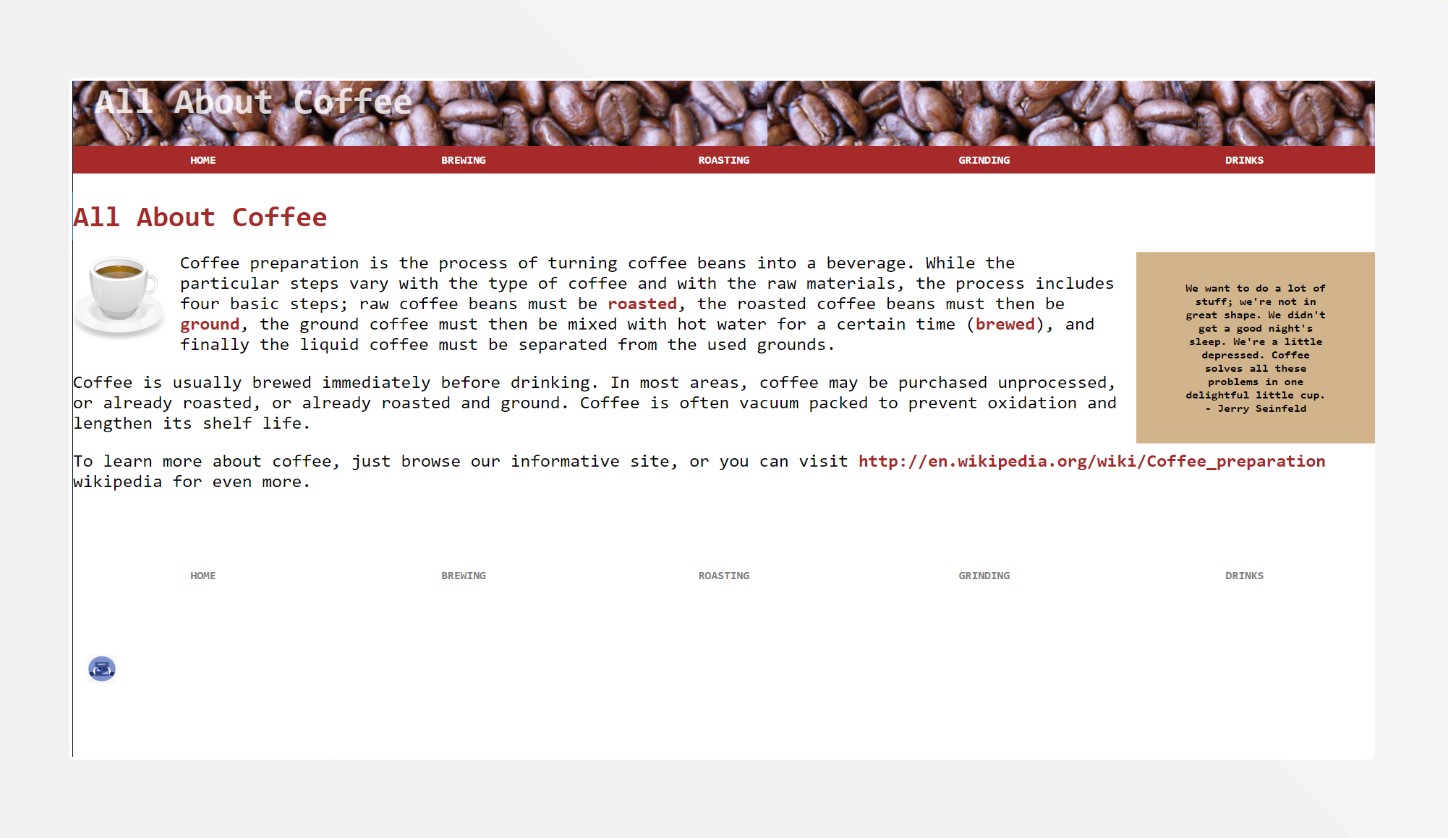 All About Coffee
HOME BREWING ROASTING GRINDING DRINKS
All About Coffee
Coffee preparation is the process of turning coffee beans into a beverage. While the
particular steps vary with the type of coffee and with the raw materials, the process includes
four basic steps; raw coffee beans must be roasted, the roasted coffee beans must then be
ground, the ground coffee must then be mixed with hot water for a certain time (brewed), and
finally the liquid coffee must be separated from the used grounds.
We want to do a lot of
stuff; we're not in
great shape. We didn't
get a good night's
sleep. We're a little
depressed. Coffee
solves all these
problems in one
delightful little cup.
- Jerry Seinfeld
Coffee is usually brewed immediately before drinking. In most areas, coffee may be purchased unprocessed,
or already roasted, or already roasted and ground. Coffee is often vacuum packed to prevent oxidation and
lengthen its shelf life.
To learn more about coffee, just browse our informative site, or you can visit http://en.wikipedia.org/wiki/Coffee_preparation
wikipedia for even more.
HOME BREWING ROASTING GRINDING DRINKS